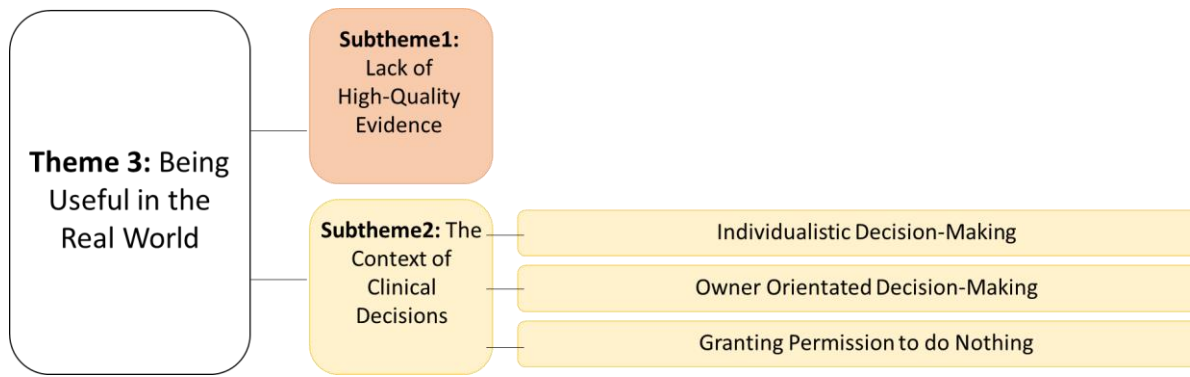 Theme 3: Being
Useful in the
Real World
Subtheme1:
Lack of
High-Quality
Evidence
Subtheme2: The
Context of
Clinical
Decisions
Individualistic Decision-Making
Owner Orientated Decision-Making
Granting Permission to do Nothing